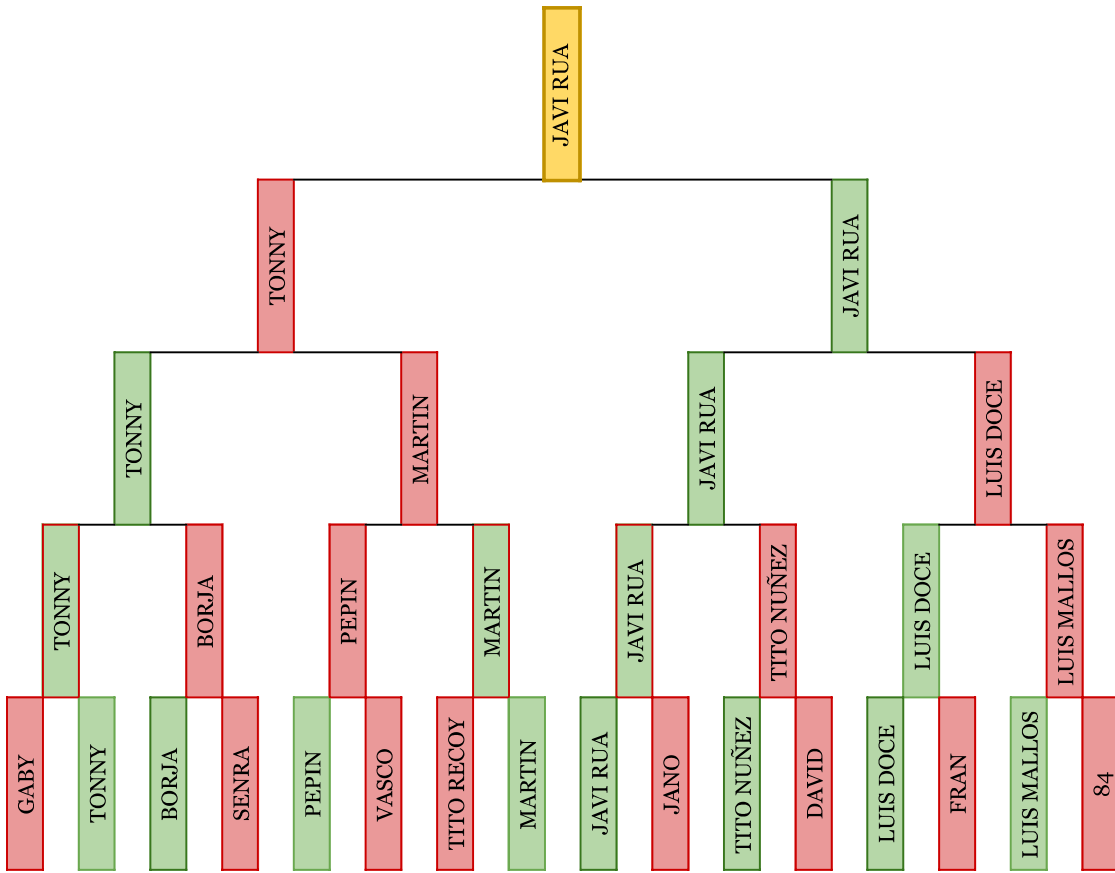 JAVI RUA
TONNY
JAVI RUA
TONNY
MARTIN
JAVI RUA
LUIS DOCE
TONNY
BORJA
PEPIN
MARTIN
JAVI RUA
TITO NUÑEZ
LUIS DOCE
LUIS MALLOS
GABY
TONNY
BORJA
SENRA
PEPIN
VASCO
TITO RECOY
MARTIN
JAVI RUA
JANO
TITO NUÑEZ
DAVID
LUIS DOCE
FRAN
LUIS MALLOS
84